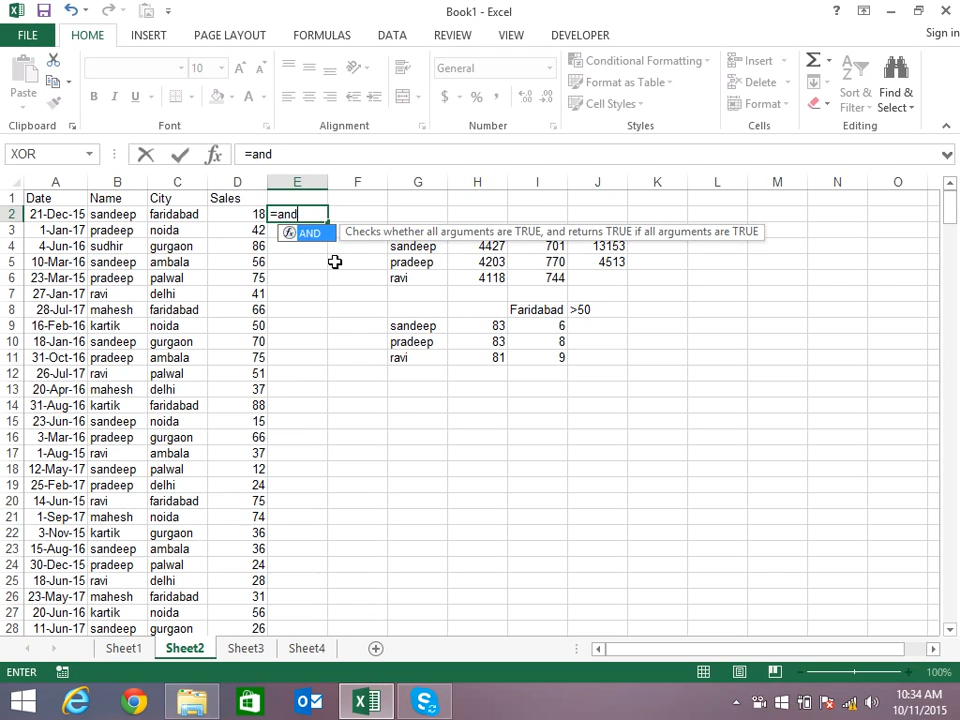 Book1 - Excel
?
Sign in
FILE HOME INSERT PAGE LAYOUT FORMULAS DATA REVIEW VIEW DEVELOPER
Paste
10 A A
B I U A
General
$ % ,
Conditional Formatting
Format as Table
Cell Styles
Insert
Delete
Format
Sort & Filter
Find & Select
Clipboard Font Alignment Number Styles Cells Editing
XOR fx =and
A B C D E F G H I J K L M N O
1 Date Name City Sales
2 21-Dec-15 sandeep faridabad 18 =and
AND Checks whether all arguments are TRUE, and returns TRUE if all arguments are TRUE
3 1-Jan-17 pradeep noida 42
4 4-Jun-16 sudhir gurgaon 86 sandeep 4427 701 13153
5 10-Mar-16 sandeep ambala 56 pradeep 4203 770 4513
6 23-Mar-15 pradeep palwal 75 ravi 4118 744
7 27-Jan-17 ravi delhi 41
8 28-Jul-17 mahesh faridabad 66 Faridabad >50
9 16-Feb-16 kartik noida 50 sandeep 83 6
10 18-Jan-16 sandeep gurgaon 70 pradeep 83 8
11 31-Oct-16 pradeep ambala 75 ravi 81 9
12 26-Jul-17 ravi palwal 51
13 20-Apr-16 mahesh delhi 37
14 31-Aug-16 kartik faridabad 88
15 23-Jun-16 sandeep noida 15
16 3-Mar-16 pradeep gurgaon 66
17 1-Aug-15 ravi ambala 37
18 12-May-17 sandeep palwal 12
19 25-Feb-17 pradeep delhi 24
20 14-Jun-15 ravi faridabad 75
21 1-Sep-17 mahesh noida 74
22 3-Nov-15 kartik gurgaon 36
23 15-Aug-16 sandeep ambala 36
24 30-Dec-15 pradeep palwal 24
25 18-Jun-15 ravi delhi 28
26 23-May-17 mahesh faridabad 31
27 20-Jun-16 kartik noida 56
28 11-Jun-17 sandeep gurgaon 26
Sheet1 Sheet2 Sheet3 Sheet4
ENTER 100%
10:34 AM
10/11/2015